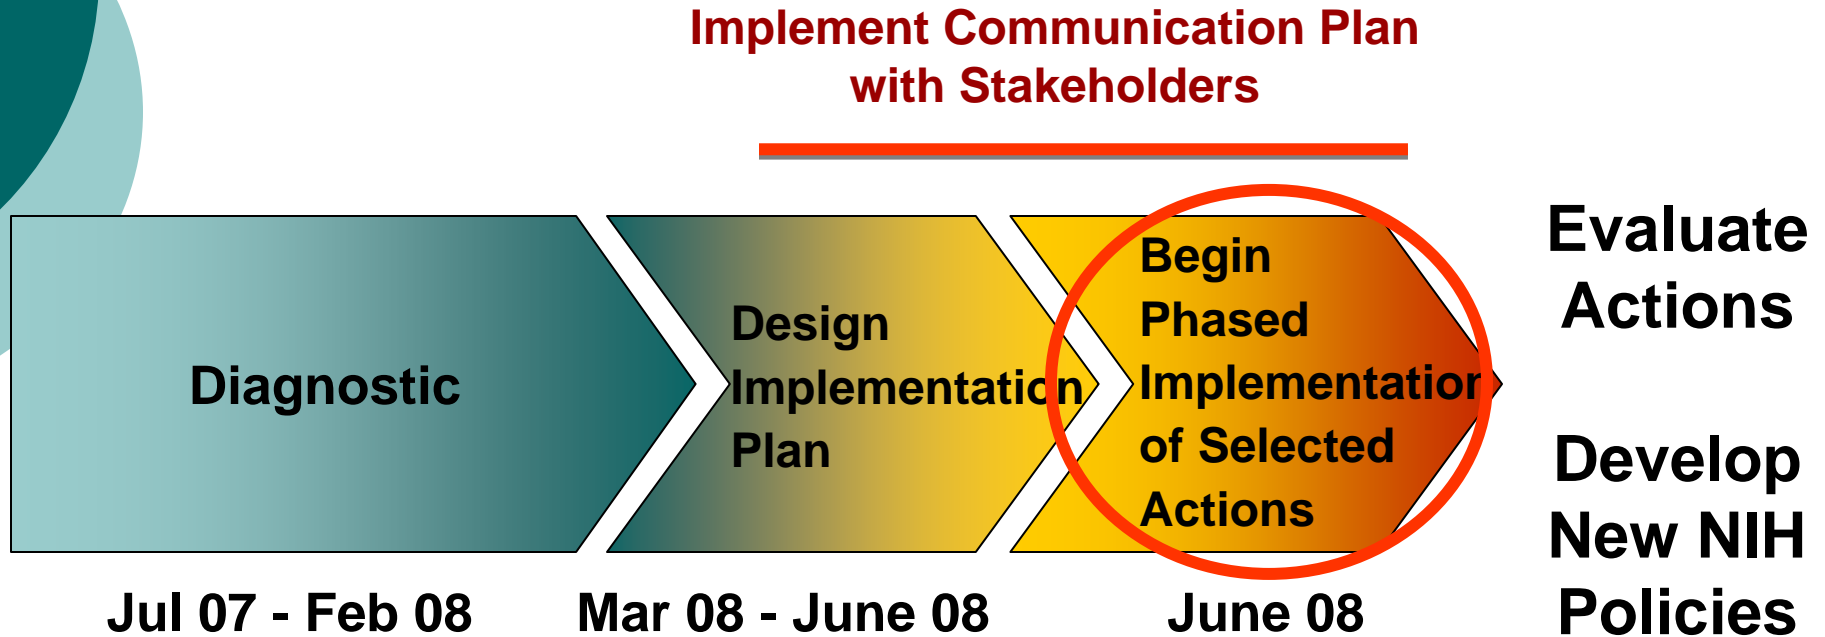 Implement Communication Plan
with Stakeholders
Diagnostic
Design
Implementation
Plan
Begin
Phased
Implementation
of Selected
Actions
Evaluate
Actions
Develop
New NIH
Policies
Jul 07 - Feb 08
Mar 08 - June 08
June 08